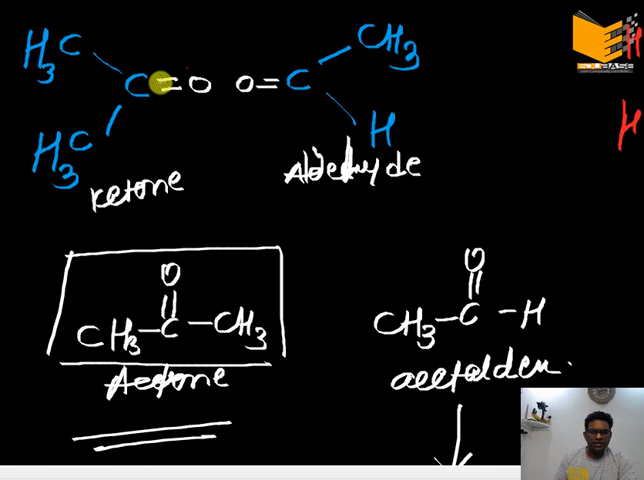 H3C CH3
C=O O=C
H3C H
Ketone Aldehyde
O O
CH3-C-CH3 CH3-C-H
Acetone acetalden.
H
H